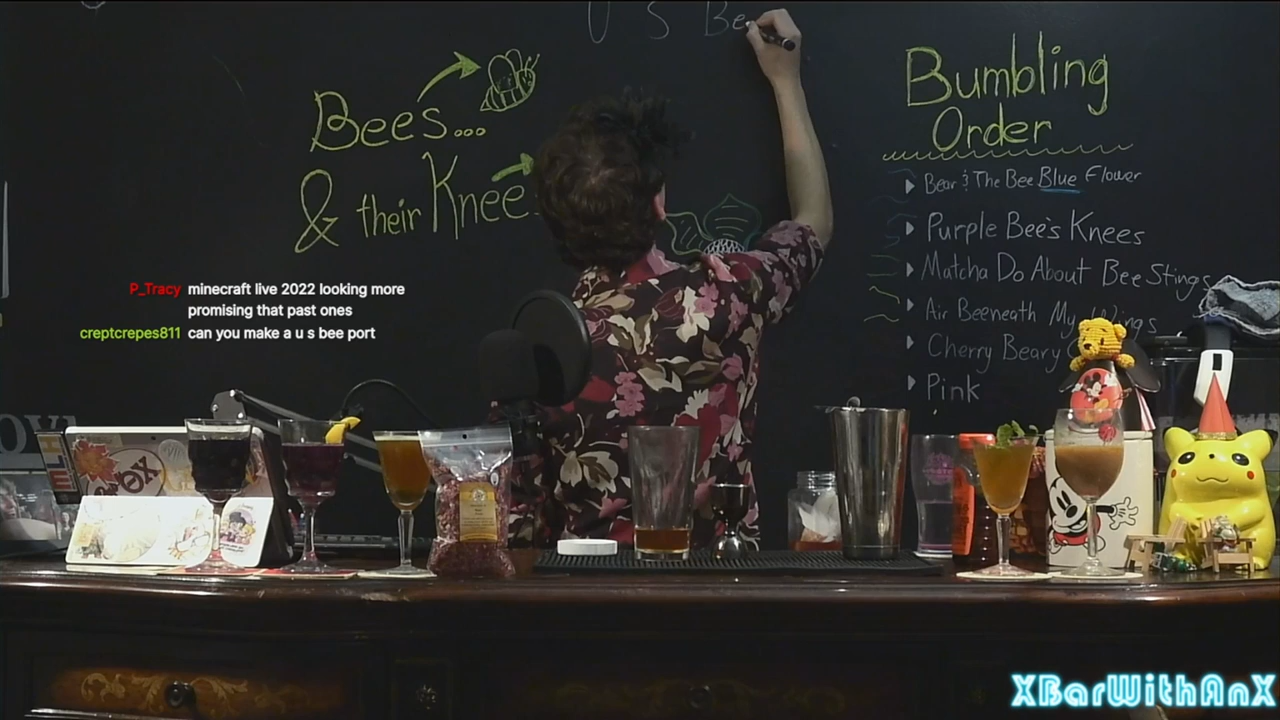 U S Be
Bees...
& their Knee
Bumbling
Order
Bear & The Bee Blue Flower
Purple Bee's Knees
Matcha Do About Bee Stings
Air Beeneath My Wings
Cherry Beary
Pink
P_Tracy minecraft live 2022 looking more
promising that past ones
creptcrepes811 can you make a u s bee port
XBarWithAnX